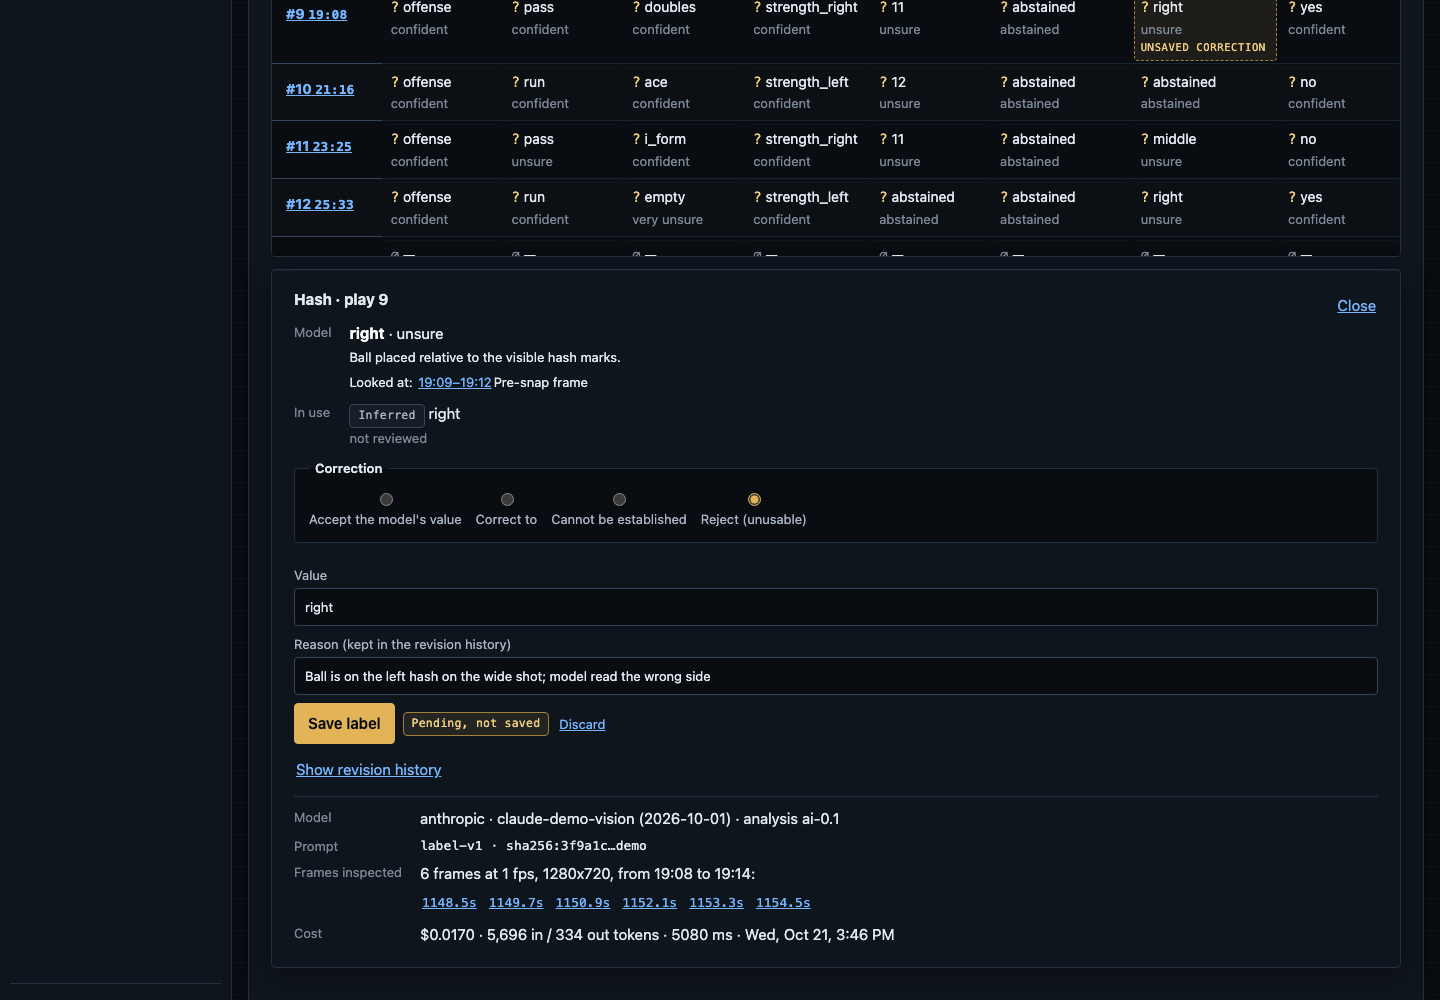 #9 19:08 ? offense ? pass ? doubles ? strength_right ? 11 ? abstained ? right ? yes
confident confident confident confident unsure abstained unsure confident
UNSAVED CORRECTION
#10 21:16 ? offense ? run ? ace ? strength_left ? 12 ? abstained ? abstained ? no
confident confident confident confident unsure abstained abstained confident
#11 23:25 ? offense ? pass ? i_form ? strength_right ? 11 ? abstained ? middle ? no
confident unsure confident confident unsure abstained unsure confident
#12 25:33 ? offense ? run ? empty ? strength_left ? abstained ? abstained ? right ? yes
confident confident very unsure confident abstained abstained unsure confident
Hash · play 9
Close
Model right · unsure
Ball placed relative to the visible hash marks.
Looked at: 19:09–19:12 Pre-snap frame
In use Inferred right
not reviewed
Correction
Accept the model's value Correct to Cannot be established Reject (unusable)
Value
right
Reason (kept in the revision history)
Ball is on the left hash on the wide shot; model read the wrong side
Save label Pending, not saved Discard
Show revision history
Model anthropic · claude-demo-vision (2026-10-01) · analysis ai-0.1
Prompt label-v1 · sha256:3f9a1c…demo
Frames inspected 6 frames at 1 fps, 1280x720, from 19:08 to 19:14:
1148.5s 1149.7s 1150.9s 1152.1s 1153.3s 1154.5s
Cost $0.0170 · 5,696 in / 334 out tokens · 5080 ms · Wed, Oct 21, 3:46 PM